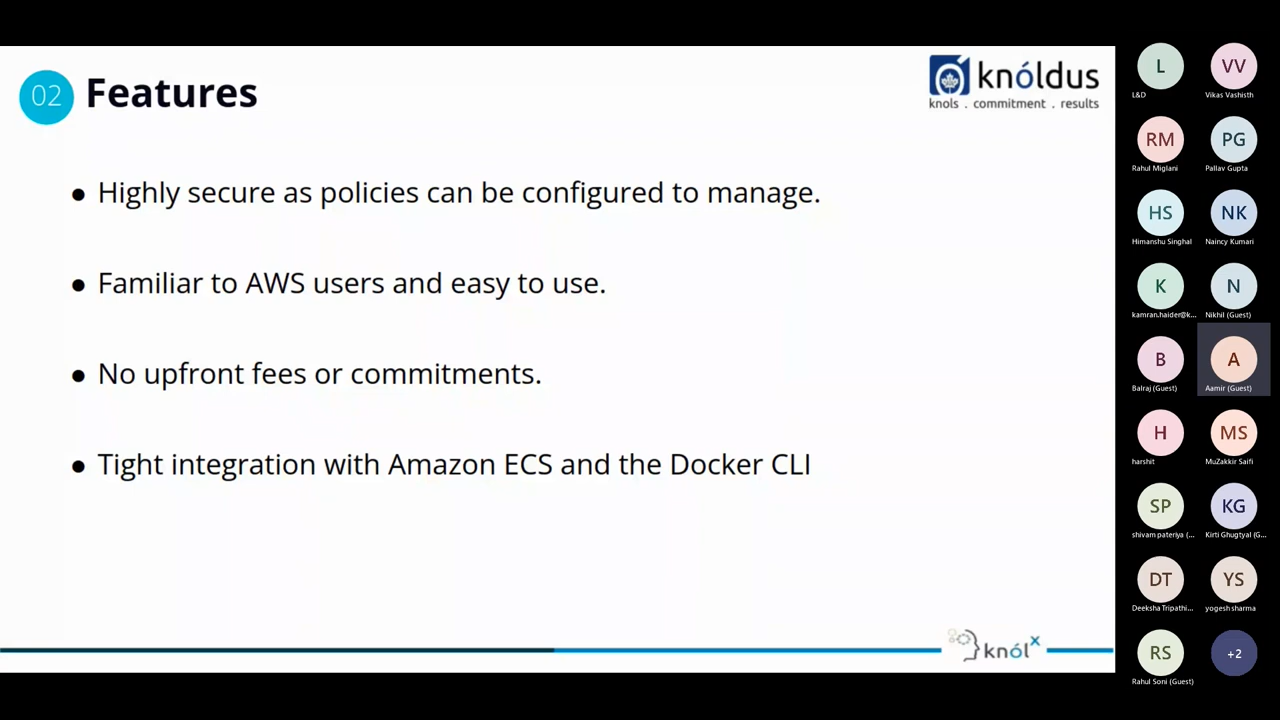 02 Features
knóldus
knols . commitment . results
● Highly secure as policies can be configured to manage.
● Familiar to AWS users and easy to use.
● No upfront fees or commitments.
● Tight integration with Amazon ECS and the Docker CLI
knólx
L
L&D
VV
Vikas Vashisth
RM
Rahul Miglani
PG
Pallav Gupta
HS
Himanshu Singhal
NK
Naincy Kumari
K
kamran.haider@k...
N
Nikhil (Guest)
B
Balraj (Guest)
A
Aamir (Guest)
H
harshit
MS
MuZakkir Saifi
SP
shivam pateriya (...
KG
Kirti Ghugtyal (G...
DT
Deeksha Tripathi...
YS
yogesh sharma
RS
Rahul Soni (Guest)
+2